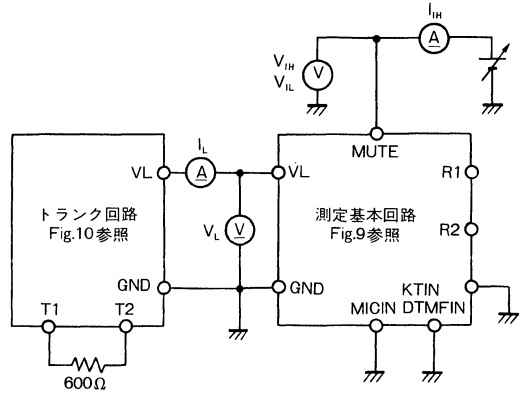 I_IH
A
V_IH
V_IL
V
MUTE
I_L
VL
A
VL
R1
トランク回路
Fig.10参照
V_L
V
測定基本回路
Fig.9参照
R2
GND
GND
KTIN
MICIN DTMFIN
T1
T2
600Ω